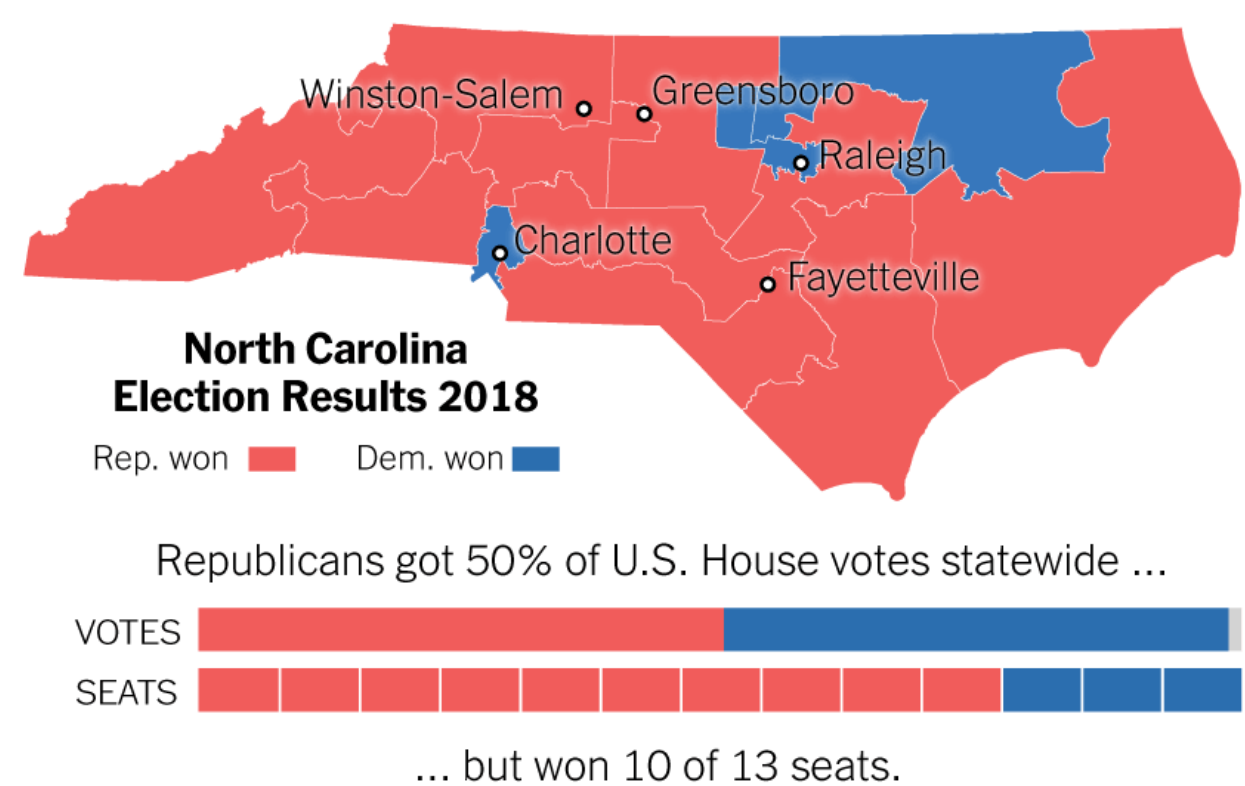 Winston-Salem
Greensboro
Raleigh
Charlotte
Fayetteville
North Carolina
Election Results 2018
Rep. won
Dem. won
Republicans got 50% of U.S. House votes statewide ...
VOTES
SEATS
... but won 10 of 13 seats.